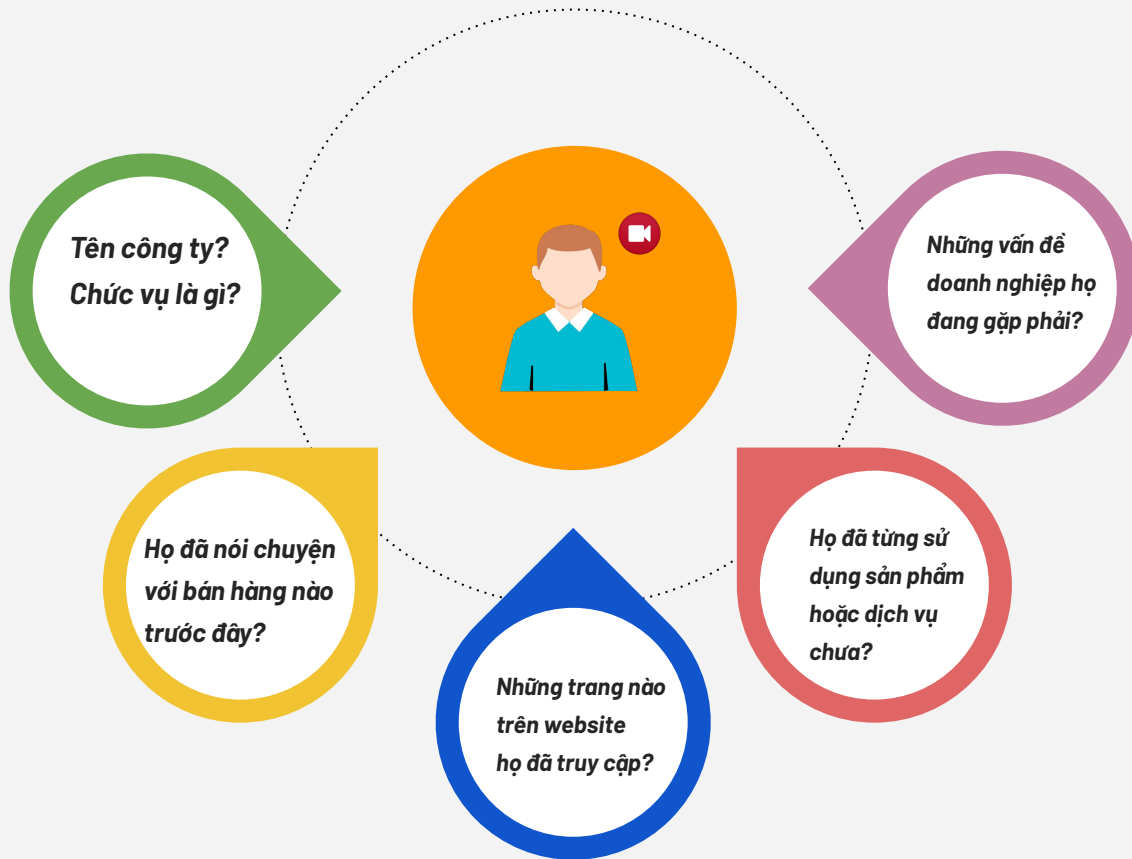 Tên công ty?
Chức vụ là gì?
Những vấn đề
doanh nghiệp họ
đang gặp phải?
Họ đã nói chuyện
với bán hàng nào
trước đây?
Họ đã từng sử
dụng sản phẩm
hoặc dịch vụ
chưa?
Những trang nào
trên website
họ đã truy cập?